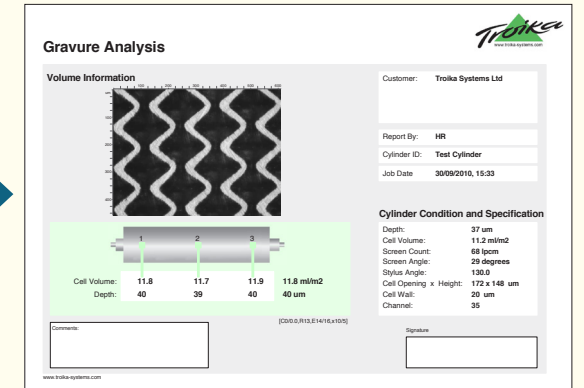 Troika
www.troika-systems.com
Gravure Analysis
Volume Information
Customer: Troika Systems Ltd
Report By: HR
Cylinder ID: Test Cylinder
Job Date 30/09/2010, 15:33
1 2 3
Cell Volume: 11.8 11.7 11.9 11.8 ml/m2
Depth: 40 39 40 40 um
[C0/0.0,R13,E14/16,x10/5]
Cylinder Condition and Specification
Depth: 37 um
Cell Volume: 11.2 ml/m2
Screen Count: 68 lpcm
Screen Angle: 29 degrees
Stylus Angle: 130.0
Cell Opening x Height: 172 x 148 um
Cell Wall: 20 um
Channel: 35
Comments:
Signature
www.troika-systems.com